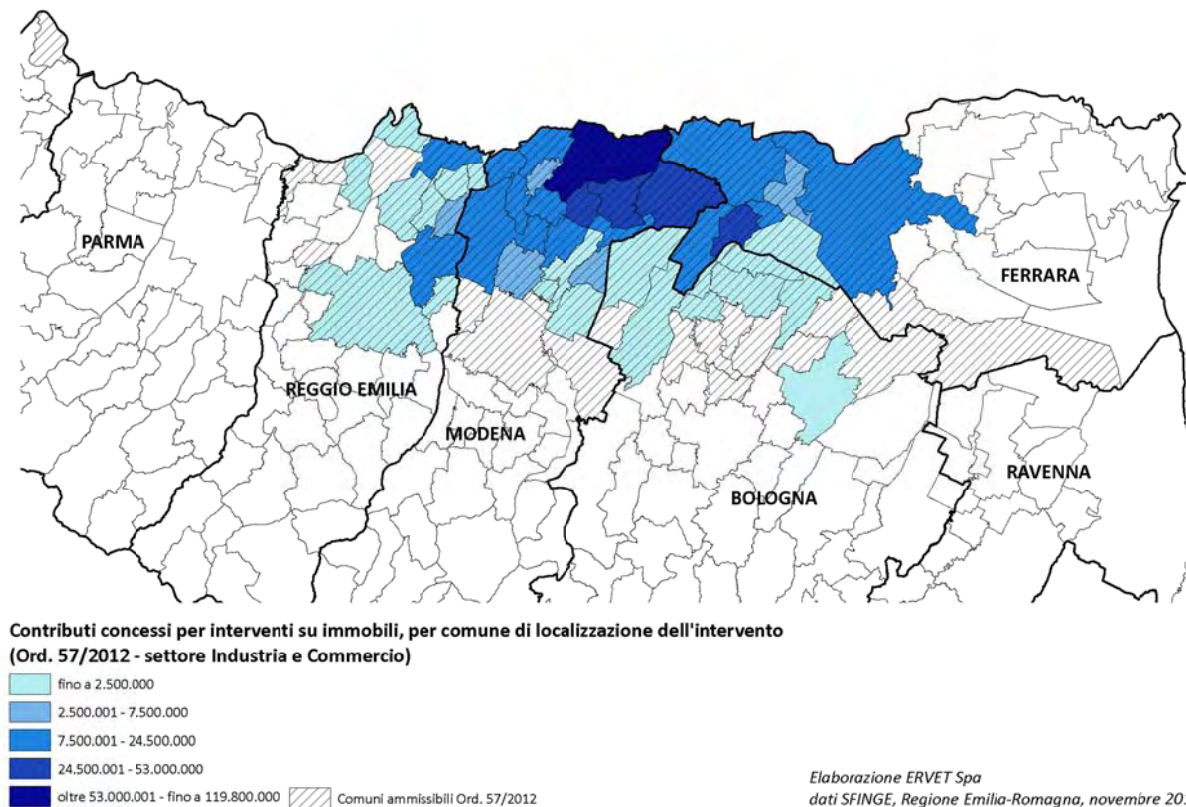 PARMA
REGGIO EMILIA
MODENA
BOLOGNA
FERRARA
RAVENNA
Contributi concessi per interventi su immobili, per comune di localizzazione dell'intervento
(Ord. 57/2012 - settore Industria e Commercio)
fino a 2.500.000
2.500.001 - 7.500.000
7.500.001 - 24.500.000
24.500.001 - 53.000.000
oltre 53.000.001 - fino a 119.800.000
Comuni ammissibili Ord. 57/2012
Elaborazione ERVET Spa
dati SFINGE, Regione Emilia-Romagna, novembre 201